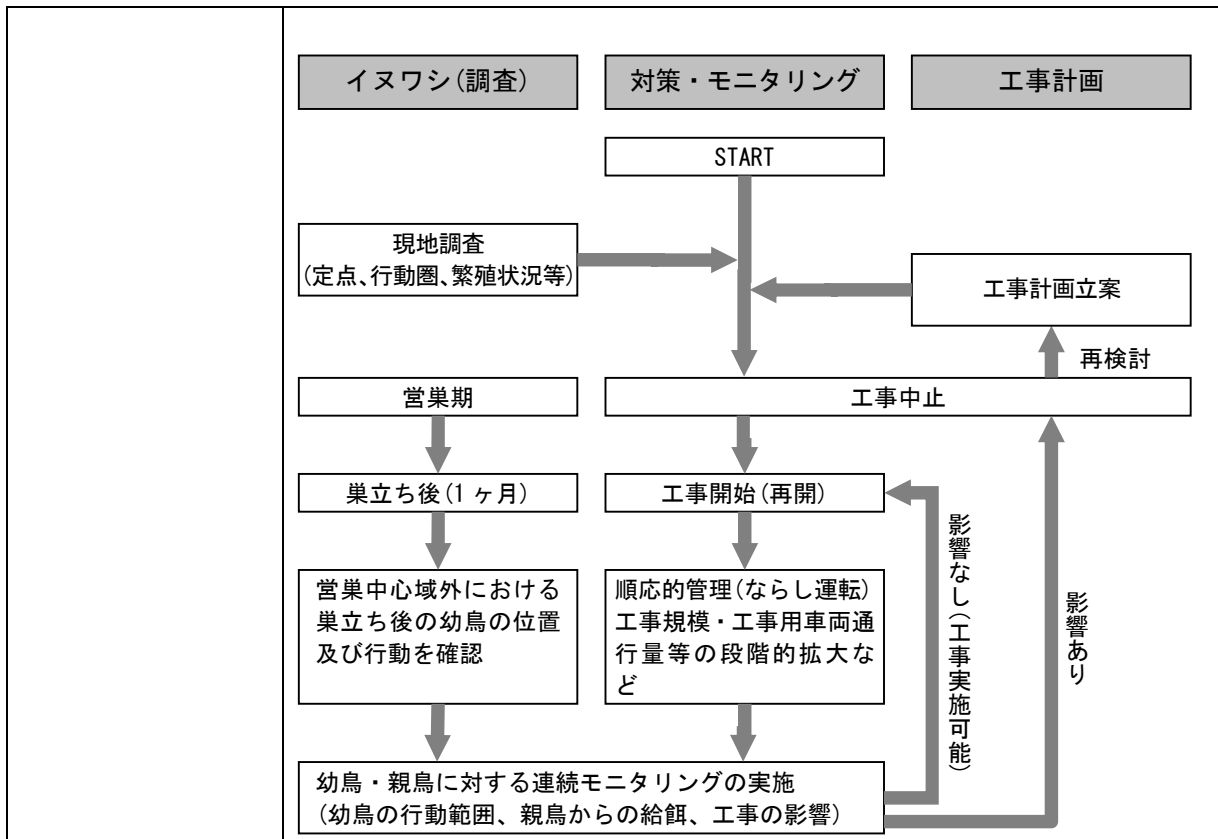 イヌワシ(調査)
対策・モニタリング
工事計画
START
現地調査
(定点、行動圏、繁殖状況等)
工事計画立案
再検討
営巣期
工事中止
巣立ち後(1 ヶ月)
工事開始(再開)
営巣中心域外における
巣立ち後の幼鳥の位置
及び行動を確認
順応的管理(ならし運転)
工事規模・工事用車両通
行量等の段階的拡大な
ど
影響なし(工事実施可能)
影響あり
幼鳥・親鳥に対する連続モニタリングの実施
(幼鳥の行動範囲、親鳥からの給餌、工事の影響)